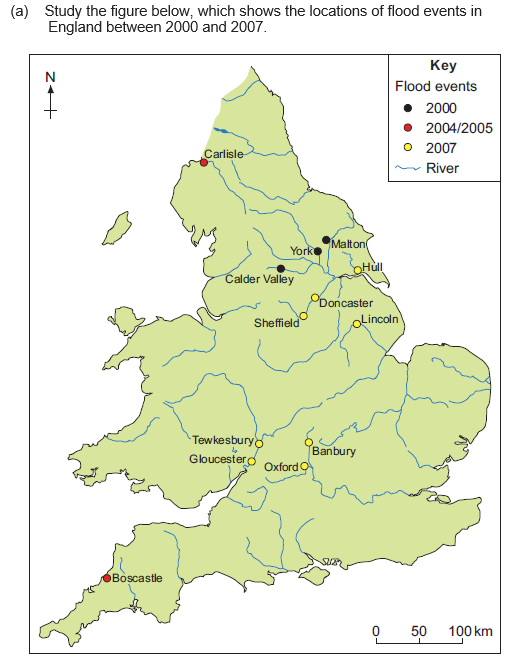 (a) Study the figure below, which shows the locations of flood events in
England between 2000 and 2007.
N
Key
Flood events
2000
2004/2005
2007
River
Carlisle
Malton
York
Hull
Calder Valley
Doncaster
Sheffield
Lincoln
Tewkesbury
Banbury
Gloucester
Oxford
Boscastle
0 50 100 km